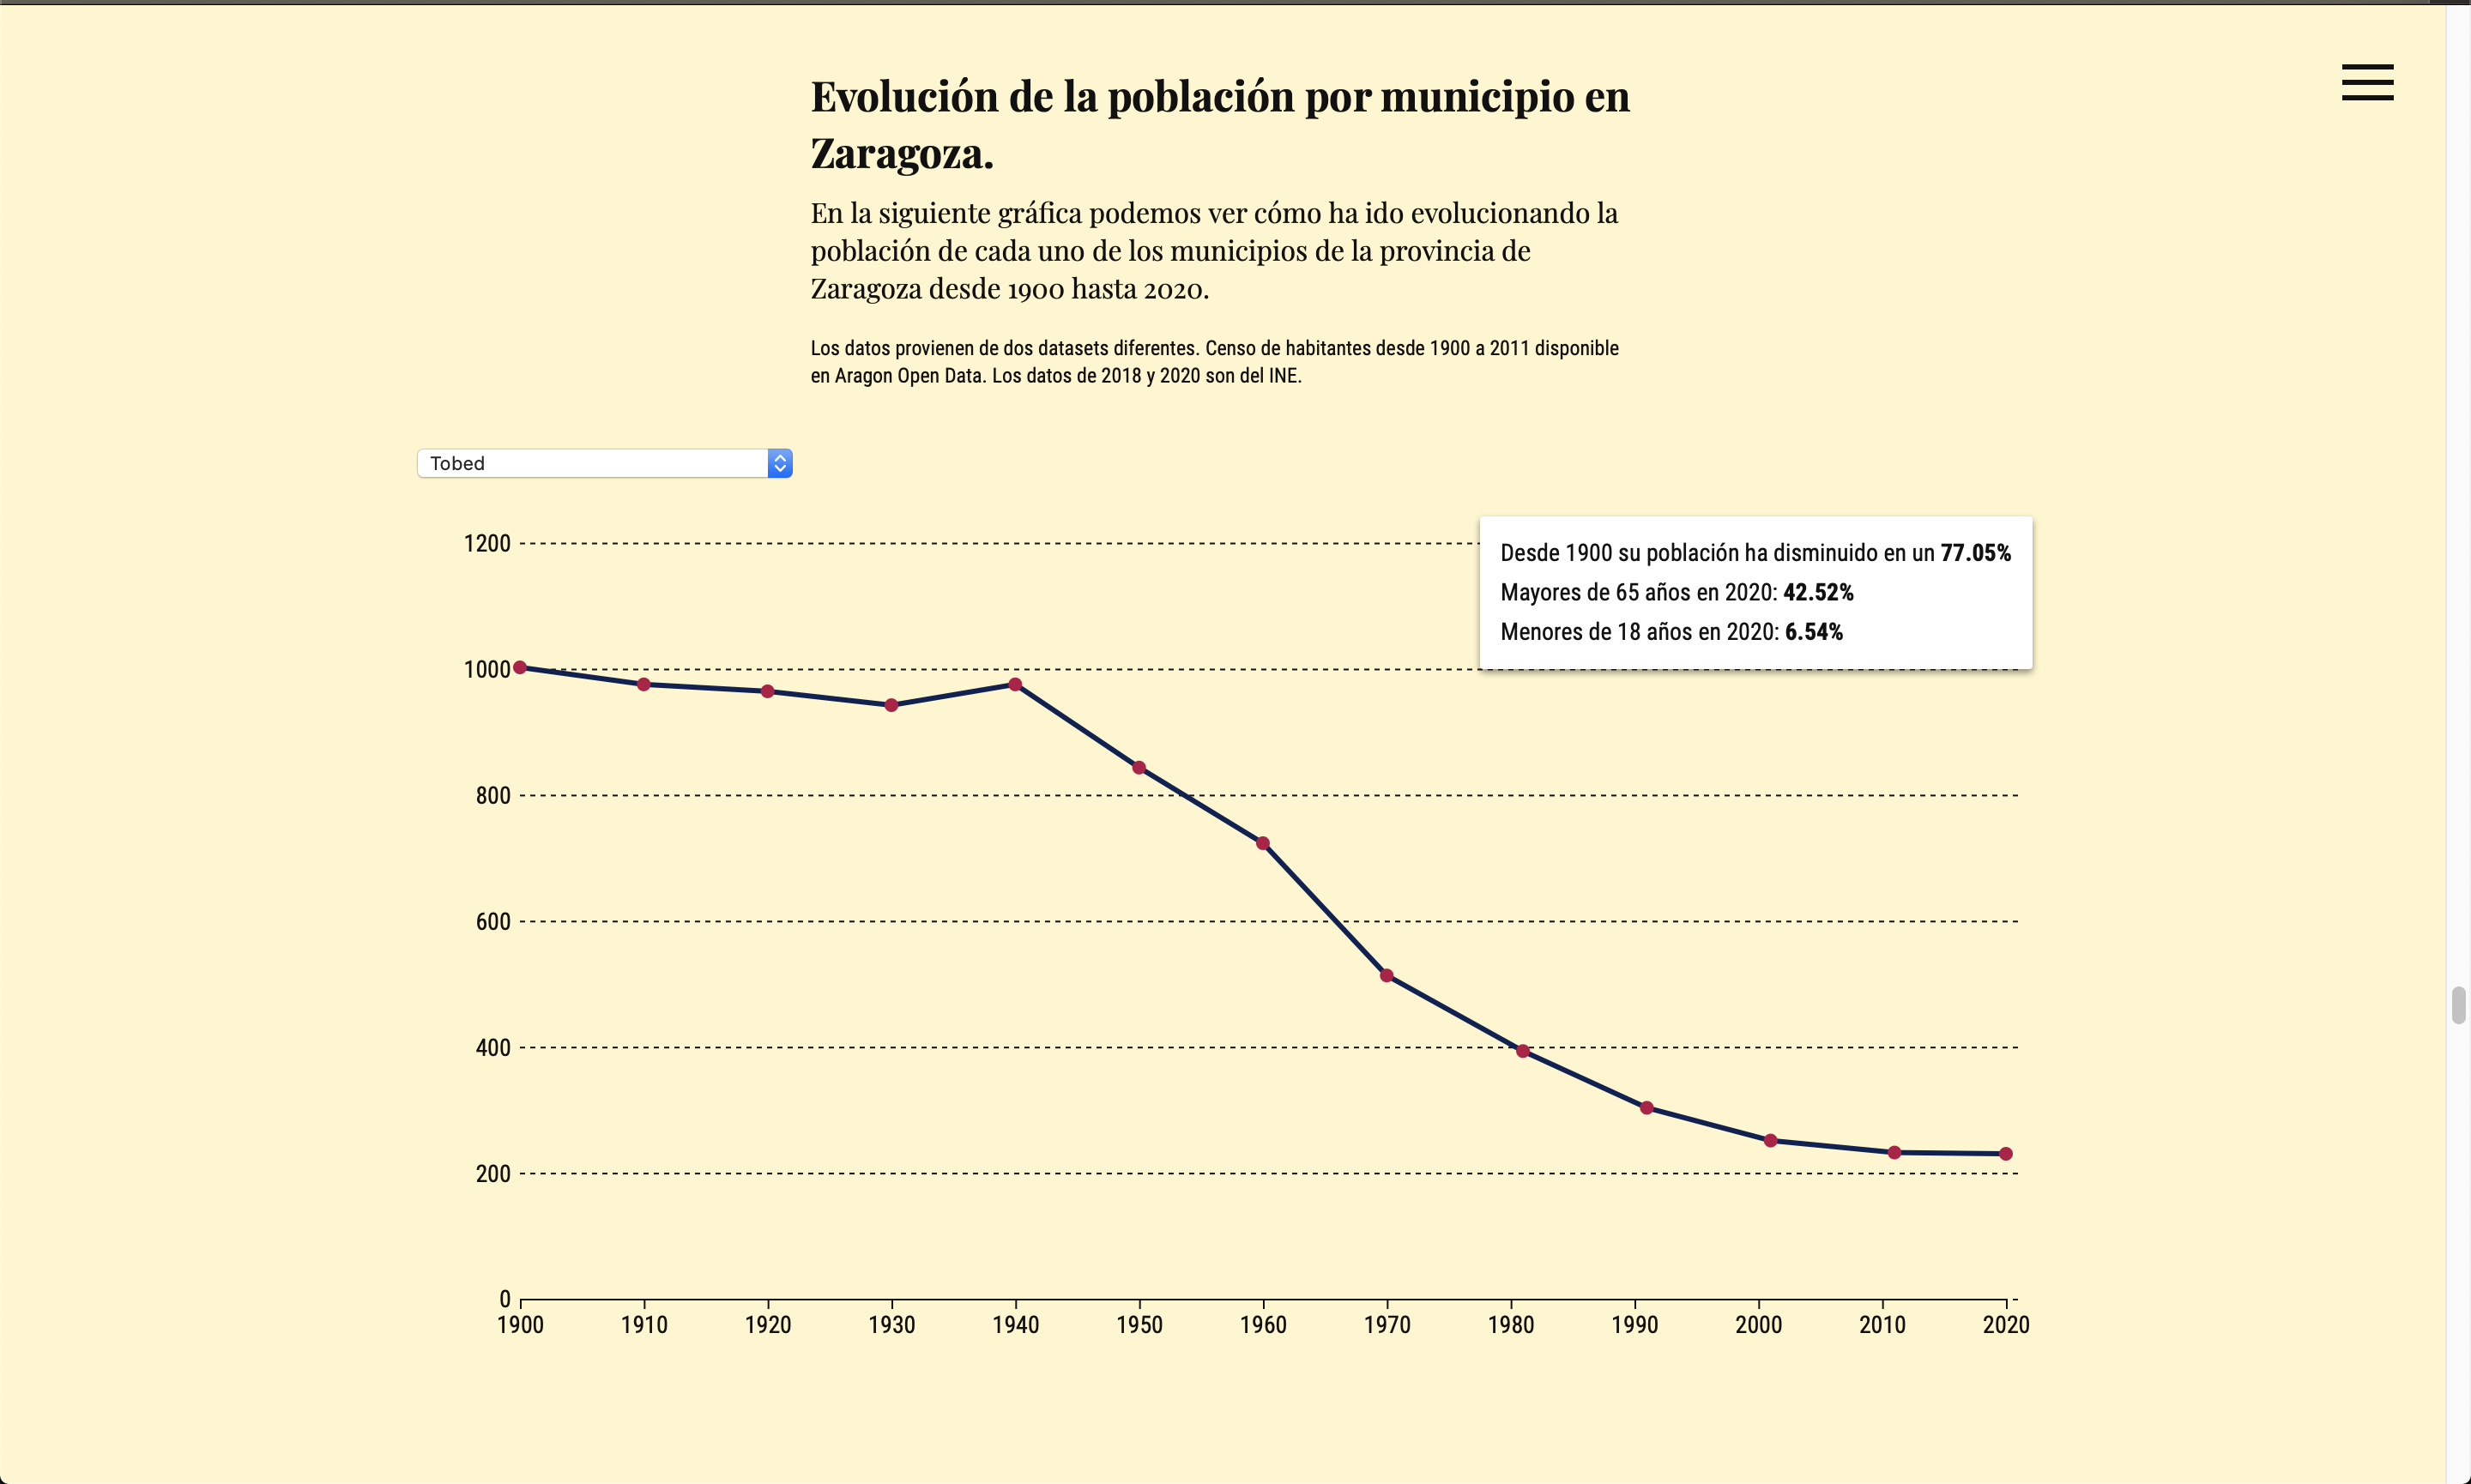 Evolución de la población por municipio en
Zaragoza.
En la siguiente gráfica podemos ver cómo ha ido evolucionando la
población de cada uno de los municipios de la provincia de
Zaragoza desde 1900 hasta 2020.
Los datos provienen de dos datasets diferentes. Censo de habitantes desde 1900 a 2011 disponible
en Aragon Open Data. Los datos de 2018 y 2020 son del INE.
Tobed
Desde 1900 su población ha disminuido en un 77.05%
Mayores de 65 años en 2020: 42.52%
Menores de 18 años en 2020: 6.54%
1200
1000
800
600
400
200
0
1900 1910 1920 1930 1940 1950 1960 1970 1980 1990 2000 2010 2020